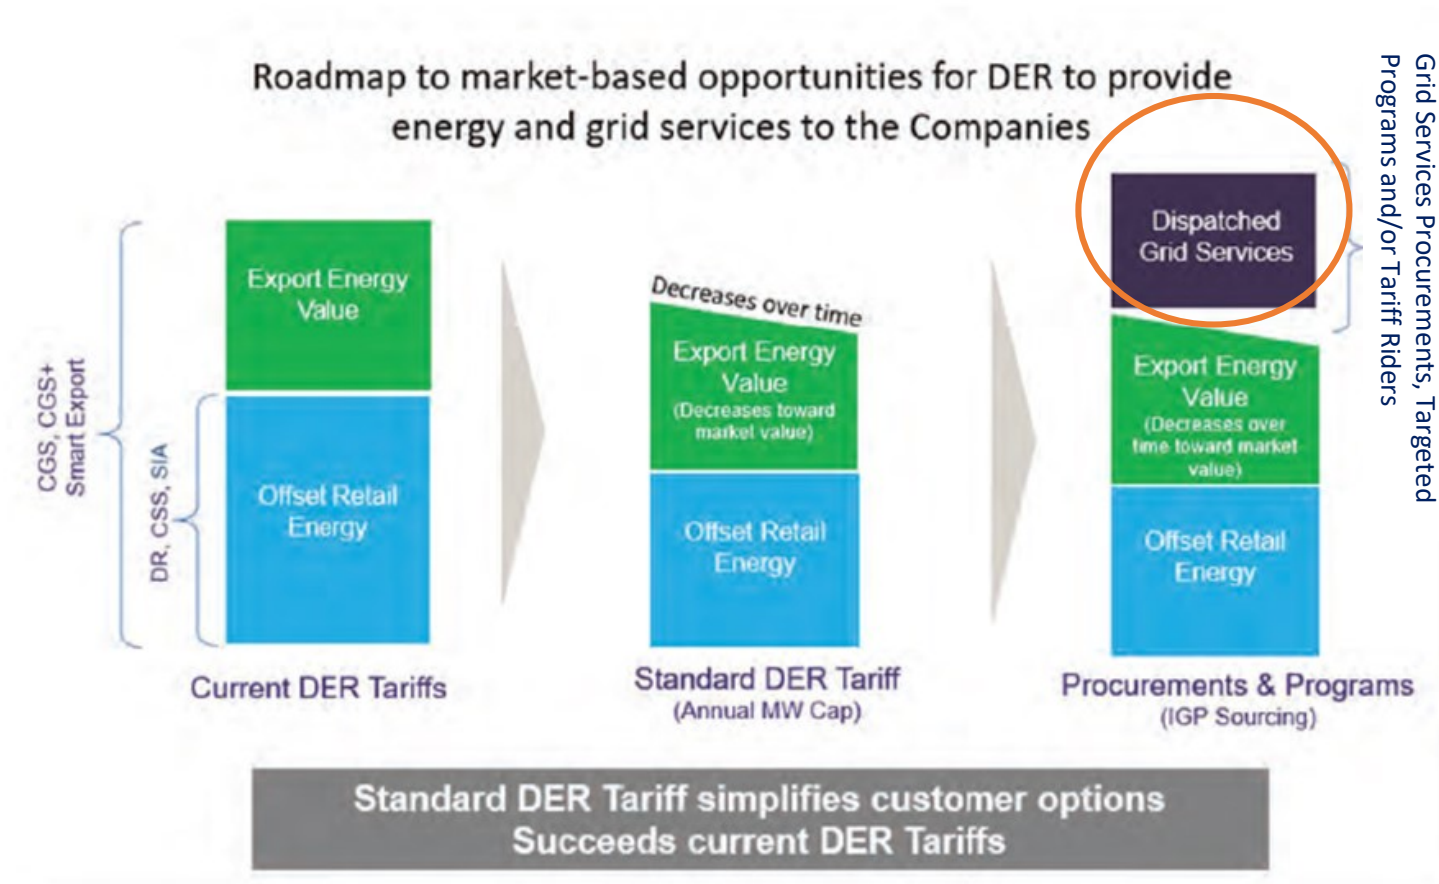 Roadmap to market-based opportunities for DER to provide
energy and grid services to the Companies
CGS, CGS+
Smart Export
DR, CSS, SIA
Export Energy
Value
Offset Retail
Energy
Current DER Tariffs
Decreases over time
Export Energy
Value
(Decreases toward
market value)
Offset Retail
Energy
Standard DER Tariff
(Annual MW Cap)
Dispatched
Grid Services
Export Energy
Value
(Decreases over
time toward market
value)
Offset Retail
Energy
Procurements & Programs
(IGP Sourcing)
Grid Services Procurements, Targeted
Programs and/or Tariff Riders
Standard DER Tariff simplifies customer options
Succeeds current DER Tariffs